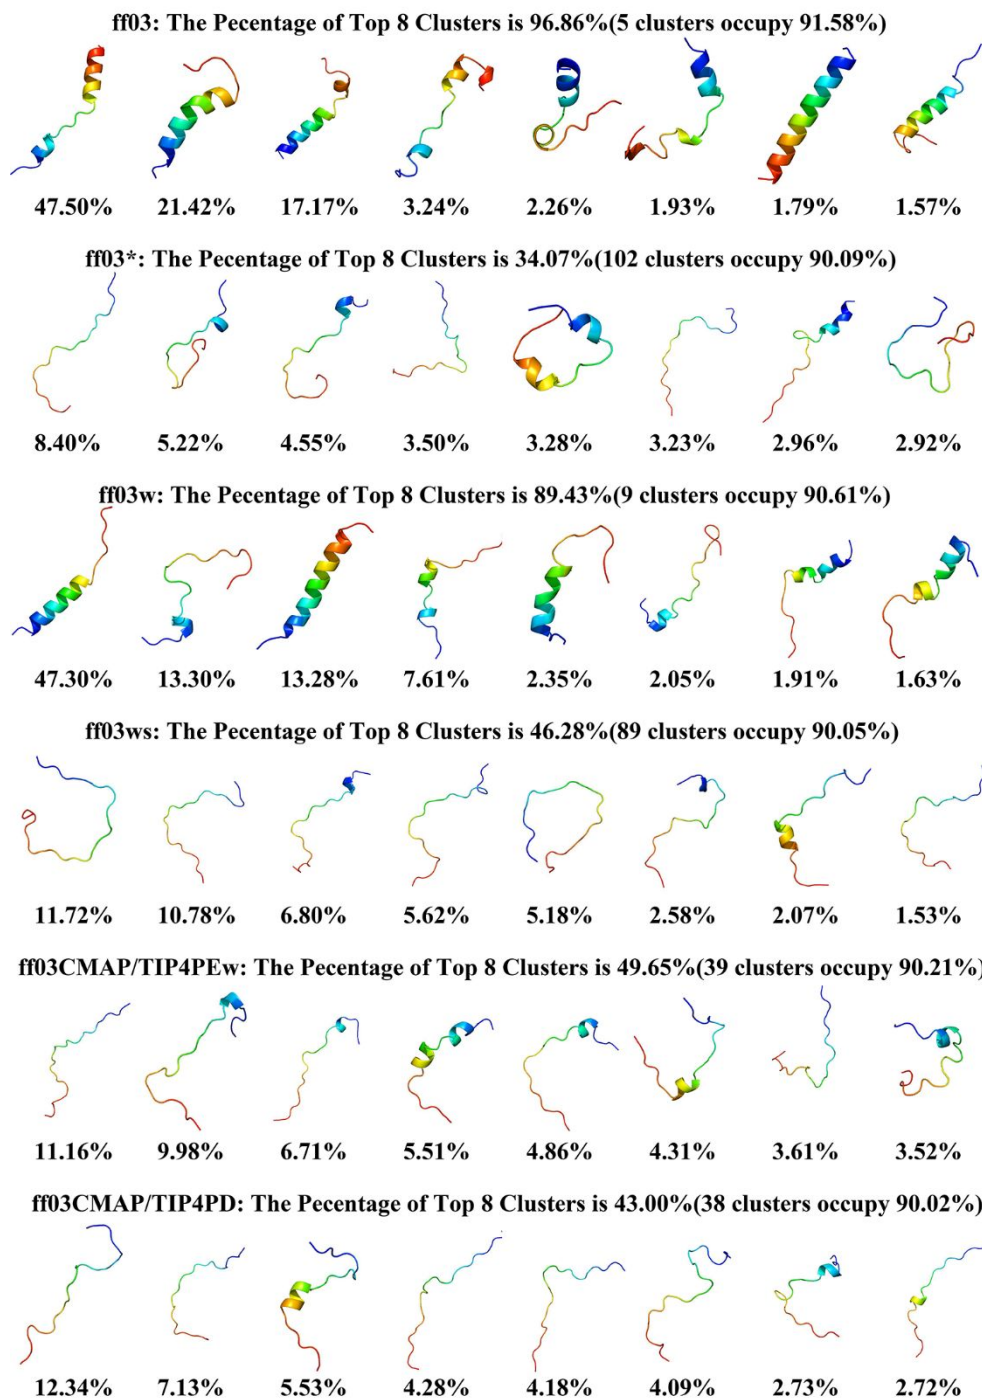 ff03: The Pecentage of Top 8 Clusters is 96.86%(5 clusters occupy 91.58%)
47.50% 21.42% 17.17% 3.24% 2.26% 1.93% 1.79% 1.57%
ff03*: The Pecentage of Top 8 Clusters is 34.07%(102 clusters occupy 90.09%)
8.40% 5.22% 4.55% 3.50% 3.28% 3.23% 2.96% 2.92%
ff03w: The Pecentage of Top 8 Clusters is 89.43%(9 clusters occupy 90.61%)
47.30% 13.30% 13.28% 7.61% 2.35% 2.05% 1.91% 1.63%
ff03ws: The Pecentage of Top 8 Clusters is 46.28%(89 clusters occupy 90.05%)
11.72% 10.78% 6.80% 5.62% 5.18% 2.58% 2.07% 1.53%
ff03CMAP/TIP4PEw: The Pecentage of Top 8 Clusters is 49.65%(39 clusters occupy 90.21%)
11.16% 9.98% 6.71% 5.51% 4.86% 4.31% 3.61% 3.52%
ff03CMAP/TIP4PD: The Pecentage of Top 8 Clusters is 43.00%(38 clusters occupy 90.02%)
12.34% 7.13% 5.53% 4.28% 4.18% 4.09% 2.73% 2.72%